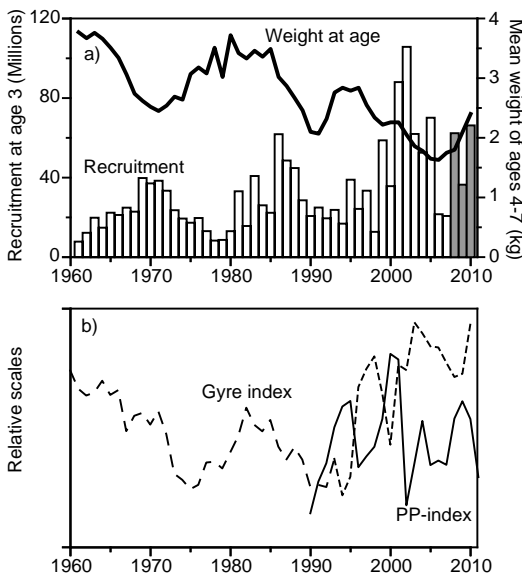 120
80
40
0
Recruitment at age 3 (Millions)
a)
Weight at age
Recruitment
4
3
2
1
0
Mean weight of
ages 4-7 (kg)
1960 1970 1980 1990 2000 2010
b)
Relative scales
Gyre index
PP-index
1960 1970 1980 1990 2000 2010